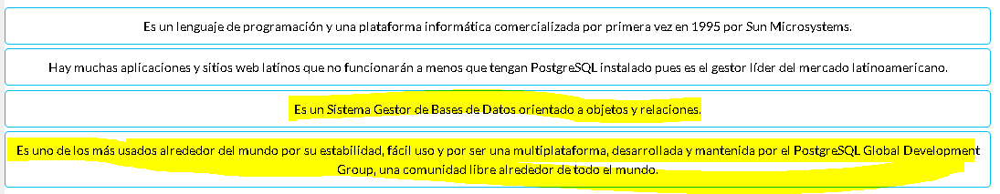 Es un lenguaje de programación y una plataforma informática comercializada por primera vez en 1995 por Sun Microsystems.
Hay muchas aplicaciones y sitios web latinos que no funcionarán a menos que tengan PostgreSQL instalado pues es el gestor líder del mercado latinoamericano.
Es un Sistema Gestor de Bases de Datos orientado a objetos y relaciones.
Es uno de los más usados alrededor del mundo por su estabilidad, fácil uso y por ser una multiplataforma, desarrollada y mantenida por el PostgreSQL Global Development
Group, una comunidad libre alrededor de todo el mundo.